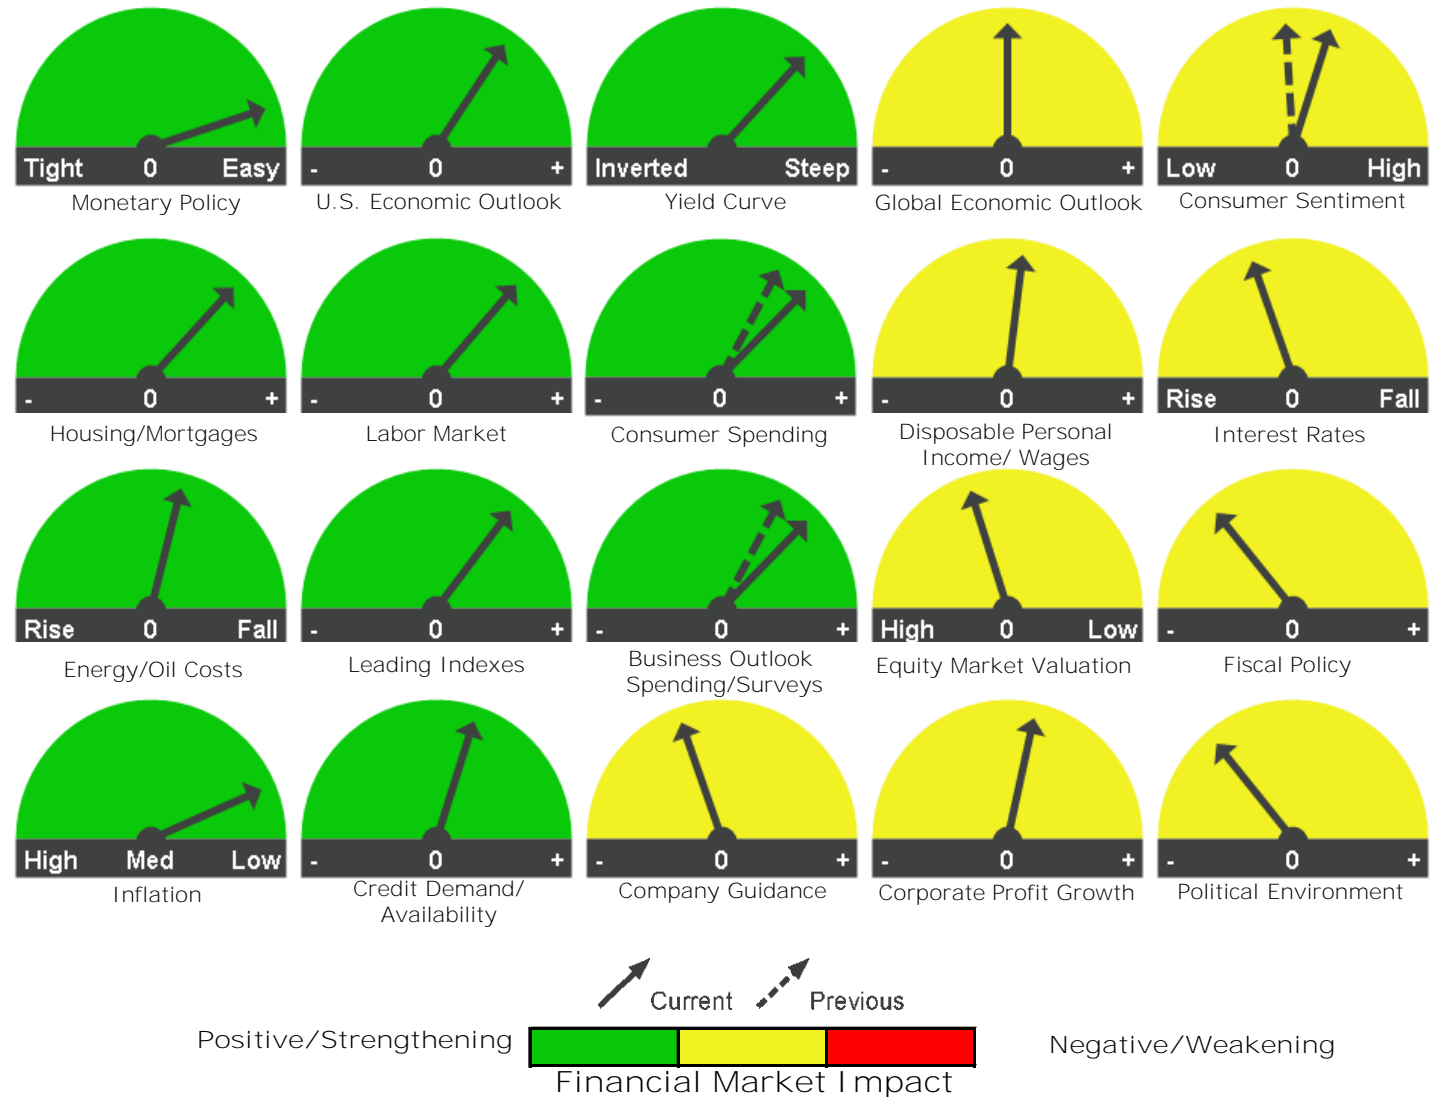 Tight 0 Easy
Monetary Policy
- 0 +
U.S. Economic Outlook
Inverted Steep
Yield Curve
- 0 +
Global Economic Outlook
Low 0 High
Consumer Sentiment
- 0 +
Housing/Mortgages
- 0 +
Labor Market
- 0 +
Consumer Spending
- 0 +
Disposable Personal
Income/ Wages
Rise 0 Fall
Interest Rates
Rise 0 Fall
Energy/Oil Costs
- 0 +
Leading Indexes
- 0 +
Business Outlook
Spending/Surveys
High 0 Low
Equity Market Valuation
- 0 +
Fiscal Policy
High Med Low
Inflation
- 0 +
Credit Demand/
Availability
- 0 +
Company Guidance
- 0 +
Corporate Profit Growth
- 0 +
Political Environment
Current Previous
Positive/Strengthening Negative/Weakening
Financial Market Impact